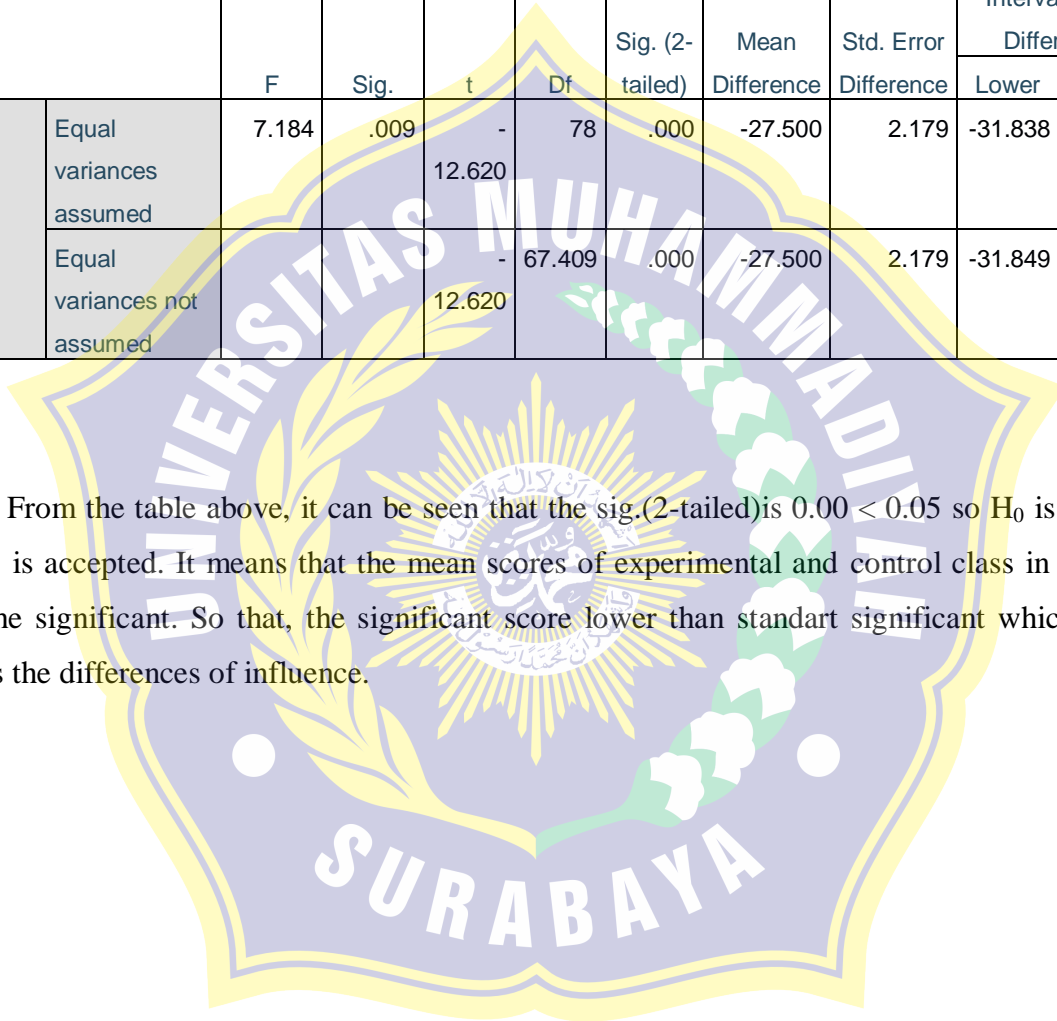 Interva
Sig. (2- Mean Std. Error Differ
F Sig. t Df tailed) Difference Difference Lower
Equal 7.184 .009 - 78 .000 -27.500 2.179 -31.838
variances 12.620
assumed
Equal - 67.409 .000 -27.500 2.179 -31.849
variances not 12.620
assumed
UNIVERSITAS MUHAMMADIYAH
From the table above, it can be seen that the sig.(2-tailed)is 0.00 < 0.05 so H0 is
is accepted. It means that the mean scores of experimental and control class in
he significant. So that, the significant score lower than standart significant whic
s the differences of influence.
SURABAYA